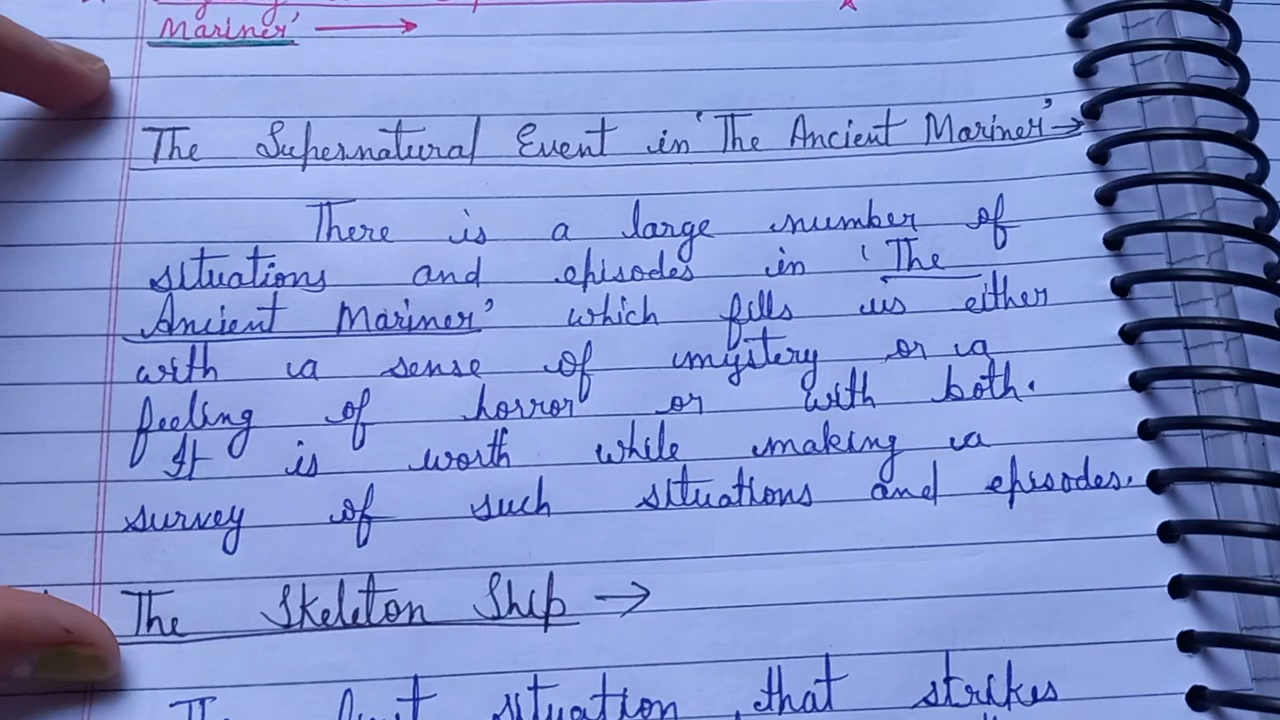 Mariner' →
The Supernatural Event in 'The Ancient Mariner' →
There is a large number of
situations and episodes in 'The
Ancient Mariner' which fills us either
with a sense of mystery or a
feeling of horror or with both.
It is worth while making a
survey of such situations and episodes.
The Skeleton Ship →
The first situation that strikes